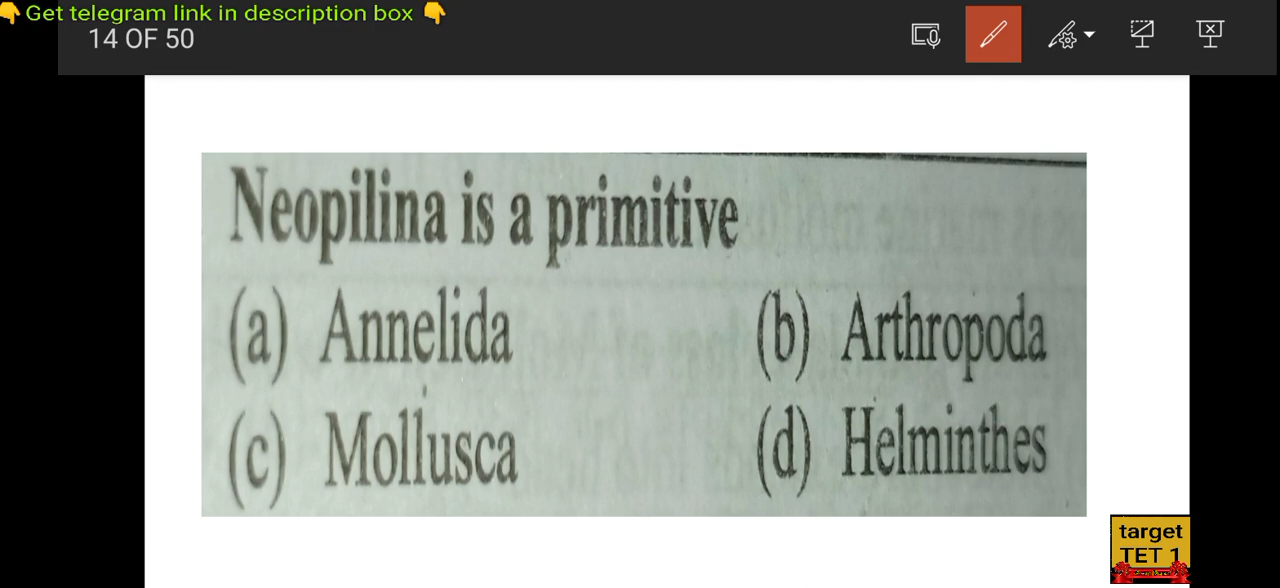 👇 Get telegram link in description box 👇
14 OF 50
Neopilina is a primitive
(a) Annelida (b) Arthropoda
(c) Mollusca (d) Helminthes
target
TET 1